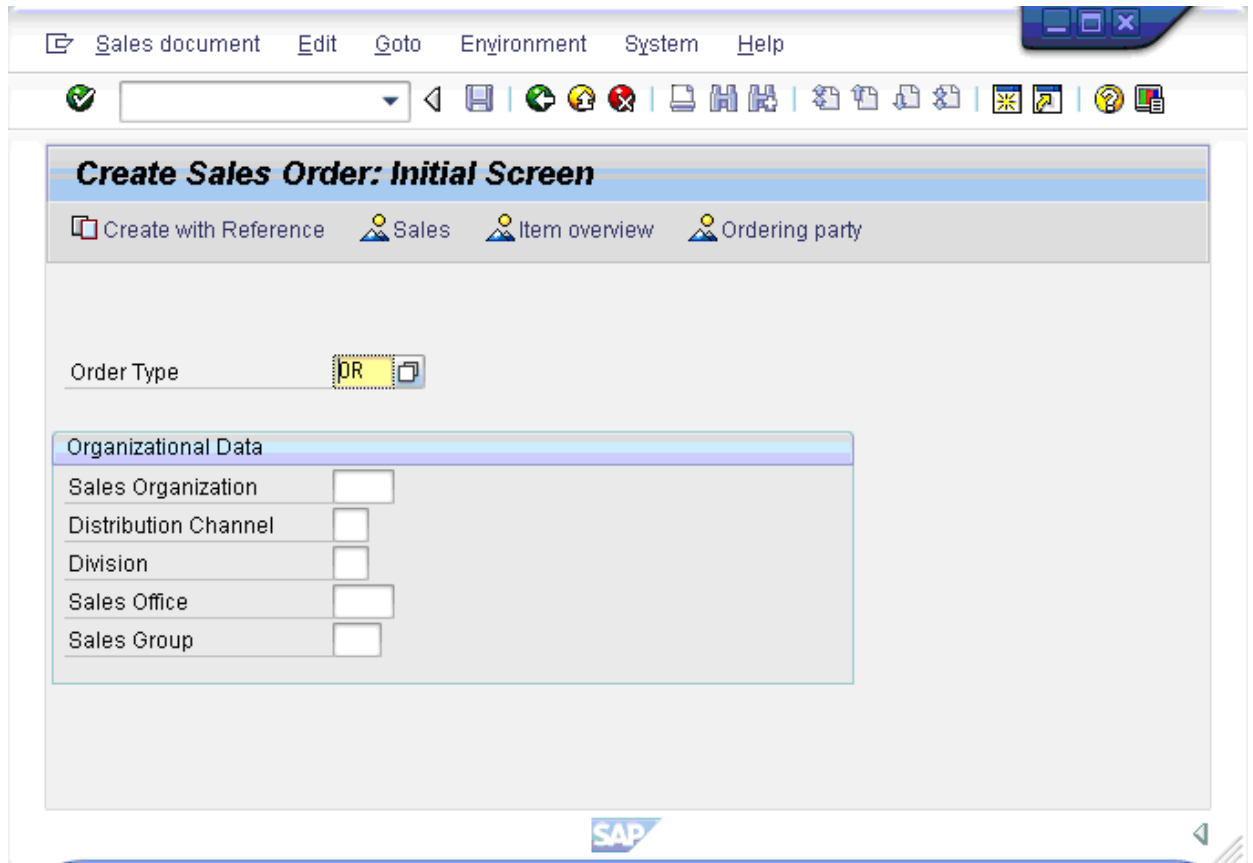 Sales document Edit Goto Environment System Help
Create Sales Order: Initial Screen
Create with Reference Sales Item overview Ordering party
Order Type OR
Organizational Data
Sales Organization
Distribution Channel
Division
Sales Office
Sales Group
SAP